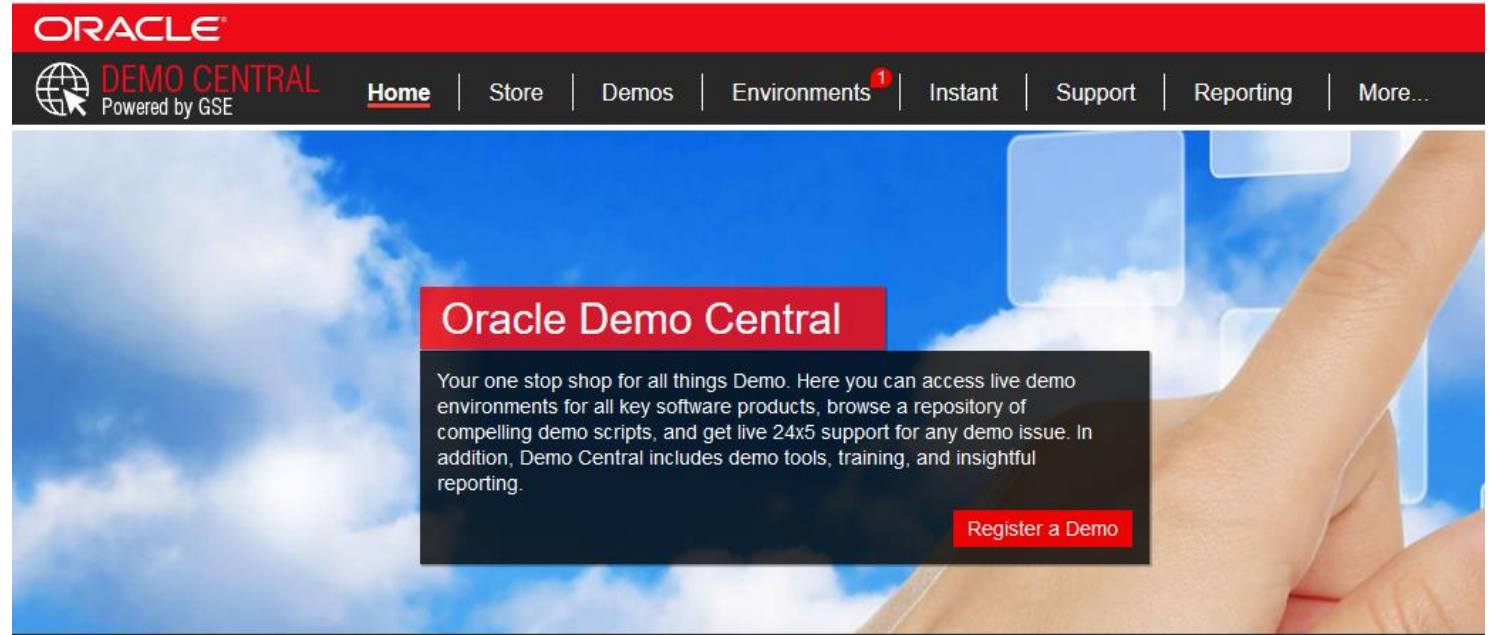 ORACLE
DEMO CENTRAL
Powered by GSE
Home Store Demos Environments 1 Instant Support Reporting More...
Oracle Demo Central
Your one stop shop for all things Demo. Here you can access live demo
environments for all key software products, browse a repository of
compelling demo scripts, and get live 24x5 support for any demo issue. In
addition, Demo Central includes demo tools, training, and insightful
reporting.
Register a Demo